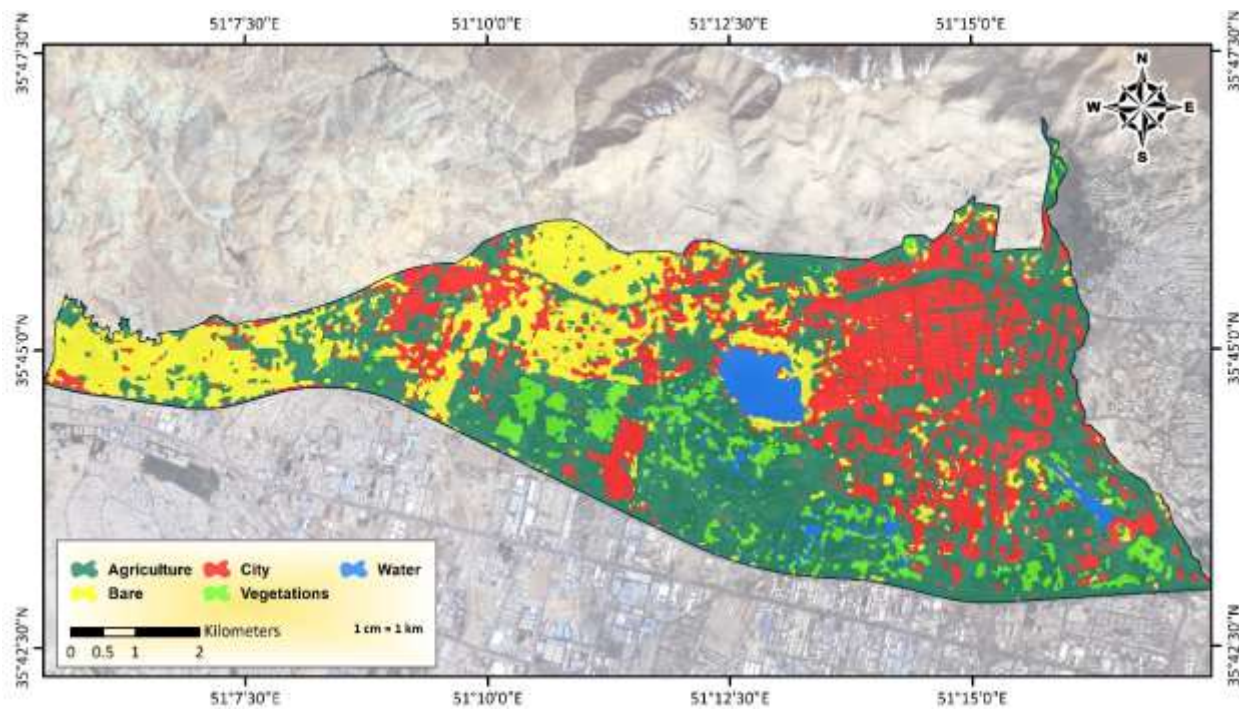 51°7'30"E 51°10'0"E 51°12'30"E 51°15'0"E
35°47'30"N 35°47'30"N
N
W E
S
35°45'0"N 35°45'0"N
Agriculture City Water
Bare Vegetations
Kilometers 1 cm = 1 km
0 0.5 1 2
35°42'30"N 35°42'30"N
51°7'30"E 51°10'0"E 51°12'30"E 51°15'0"E